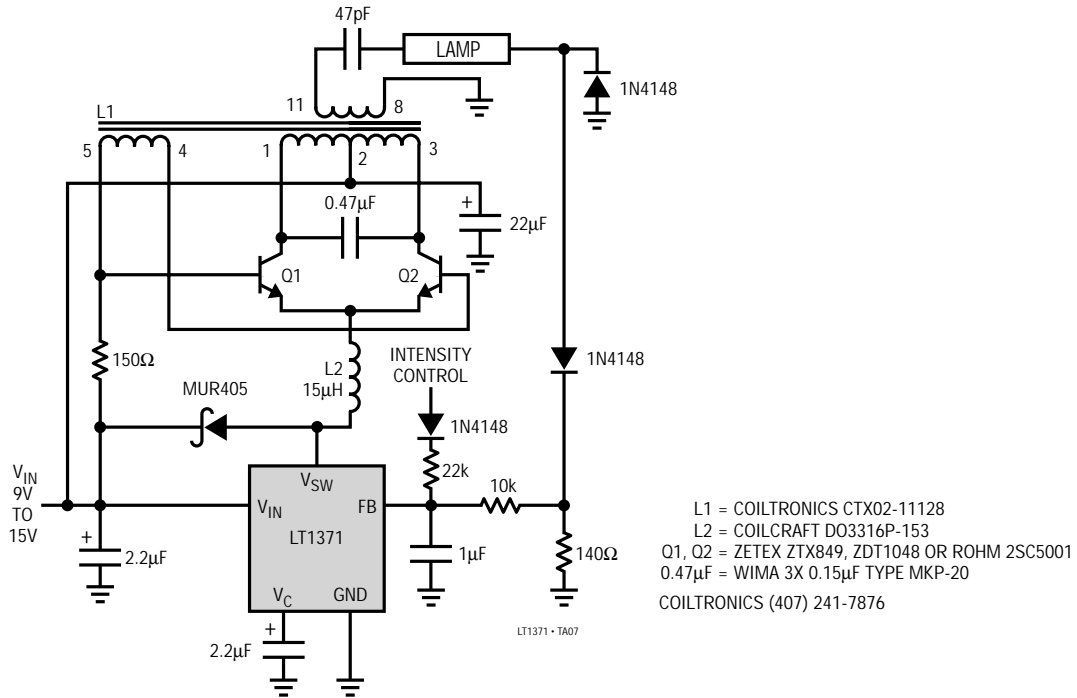 47pF
LAMP
1N4148
11
8
L1
5
4
1
2
3
+
0.47µF
22µF
Q1
Q2
150Ω
L2
15µH
INTENSITY
CONTROL
1N4148
MUR405
1N4148
22k
10k
V_IN
9V
TO
15V
V_SW
V_IN
FB
LT1371
V_C
GND
+
2.2µF
1µF
140Ω
+
2.2µF
LT1371 • TA07
L1 = COILTRONICS CTX02-11128
L2 = COILCRAFT DO3316P-153
Q1, Q2 = ZETEX ZTX849, ZDT1048 OR ROHM 2SC5001
0.47µF = WIMA 3X 0.15µF TYPE MKP-20
COILTRONICS (407) 241-7876